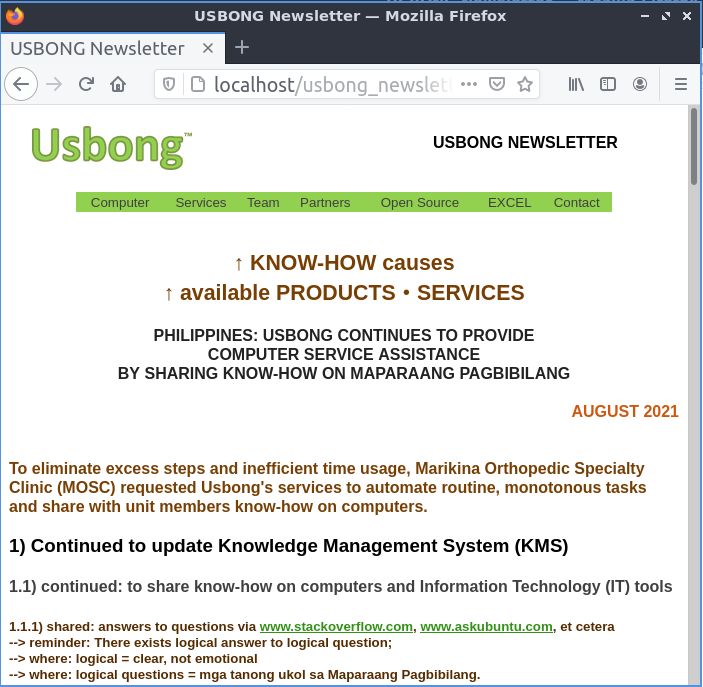 USBONG Newsletter — Mozilla Firefox
USBONG Newsletter
localhost/usbong_newslet
Usbong™
USBONG NEWSLETTER
Computer Services Team Partners Open Source EXCEL Contact
↑ KNOW-HOW causes
↑ available PRODUCTS • SERVICES
PHILIPPINES: USBONG CONTINUES TO PROVIDE
COMPUTER SERVICE ASSISTANCE
BY SHARING KNOW-HOW ON MAPARAANG PAGBIBILANG
AUGUST 2021
To eliminate excess steps and inefficient time usage, Marikina Orthopedic Specialty
Clinic (MOSC) requested Usbong's services to automate routine, monotonous tasks
and share with unit members know-how on computers.
1) Continued to update Knowledge Management System (KMS)
1.1) continued: to share know-how on computers and Information Technology (IT) tools
1.1.1) shared: answers to questions via www.stackoverflow.com, www.askubuntu.com, et cetera
--> reminder: There exists logical answer to logical question;
--> where: logical = clear, not emotional
--> where: logical questions = mga tanong ukol sa Maparaang Pagbibilang.